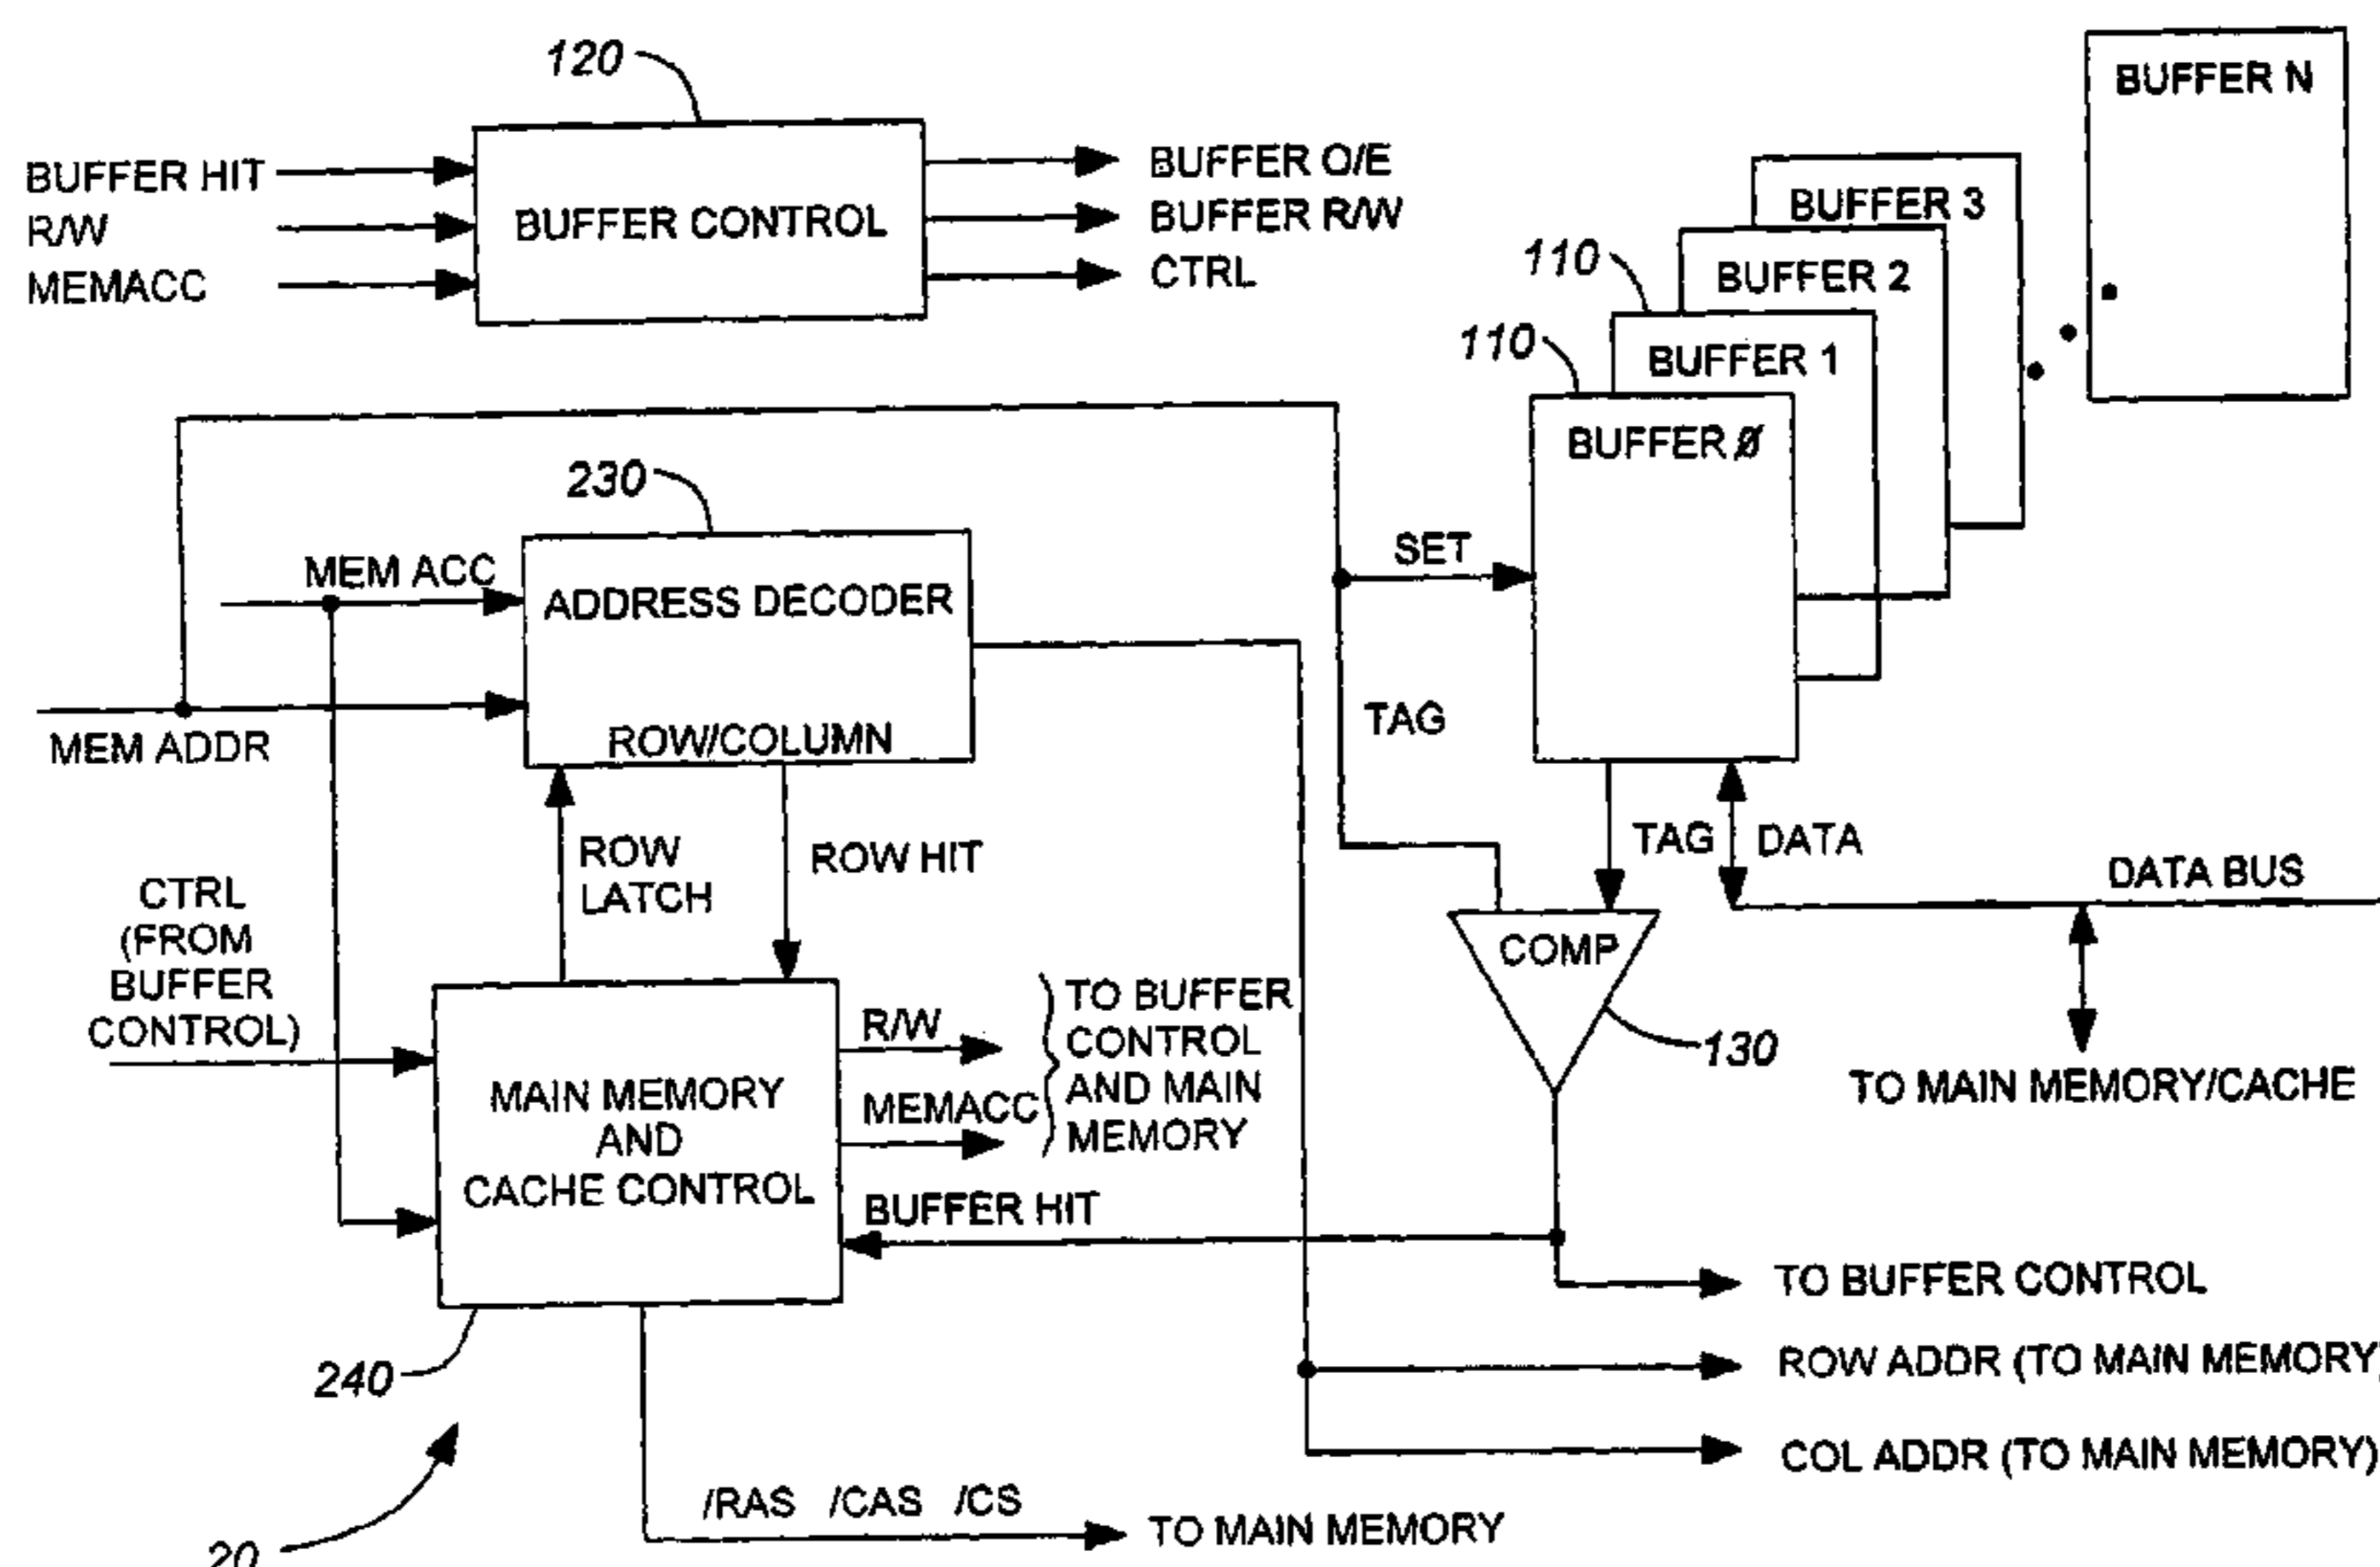 120
BUFFER HIT
R/W
MEMACC
BUFFER CONTROL
BUFFER O/E
BUFFER R/W
CTRL
BUFFER N
BUFFER 3
BUFFER 2
BUFFER 1
BUFFER Ø
110
110
230
MEM ACC
MEM ADDR
ADDRESS DECODER
ROW/COLUMN
SET
TAG
TAG
DATA
DATA BUS
ROW
LATCH
ROW HIT
CTRL
(FROM
BUFFER
CONTROL)
COMP
130
TO MAIN MEMORY/CACHE
MAIN MEMORY
AND
CACHE CONTROL
R/W
MEMACC
TO BUFFER
CONTROL
AND MAIN
MEMORY
BUFFER HIT
TO BUFFER CONTROL
ROW ADDR (TO MAIN MEMORY)
COL ADDR (TO MAIN MEMORY)
240
/RAS /CAS /CS
TO MAIN MEMORY
20